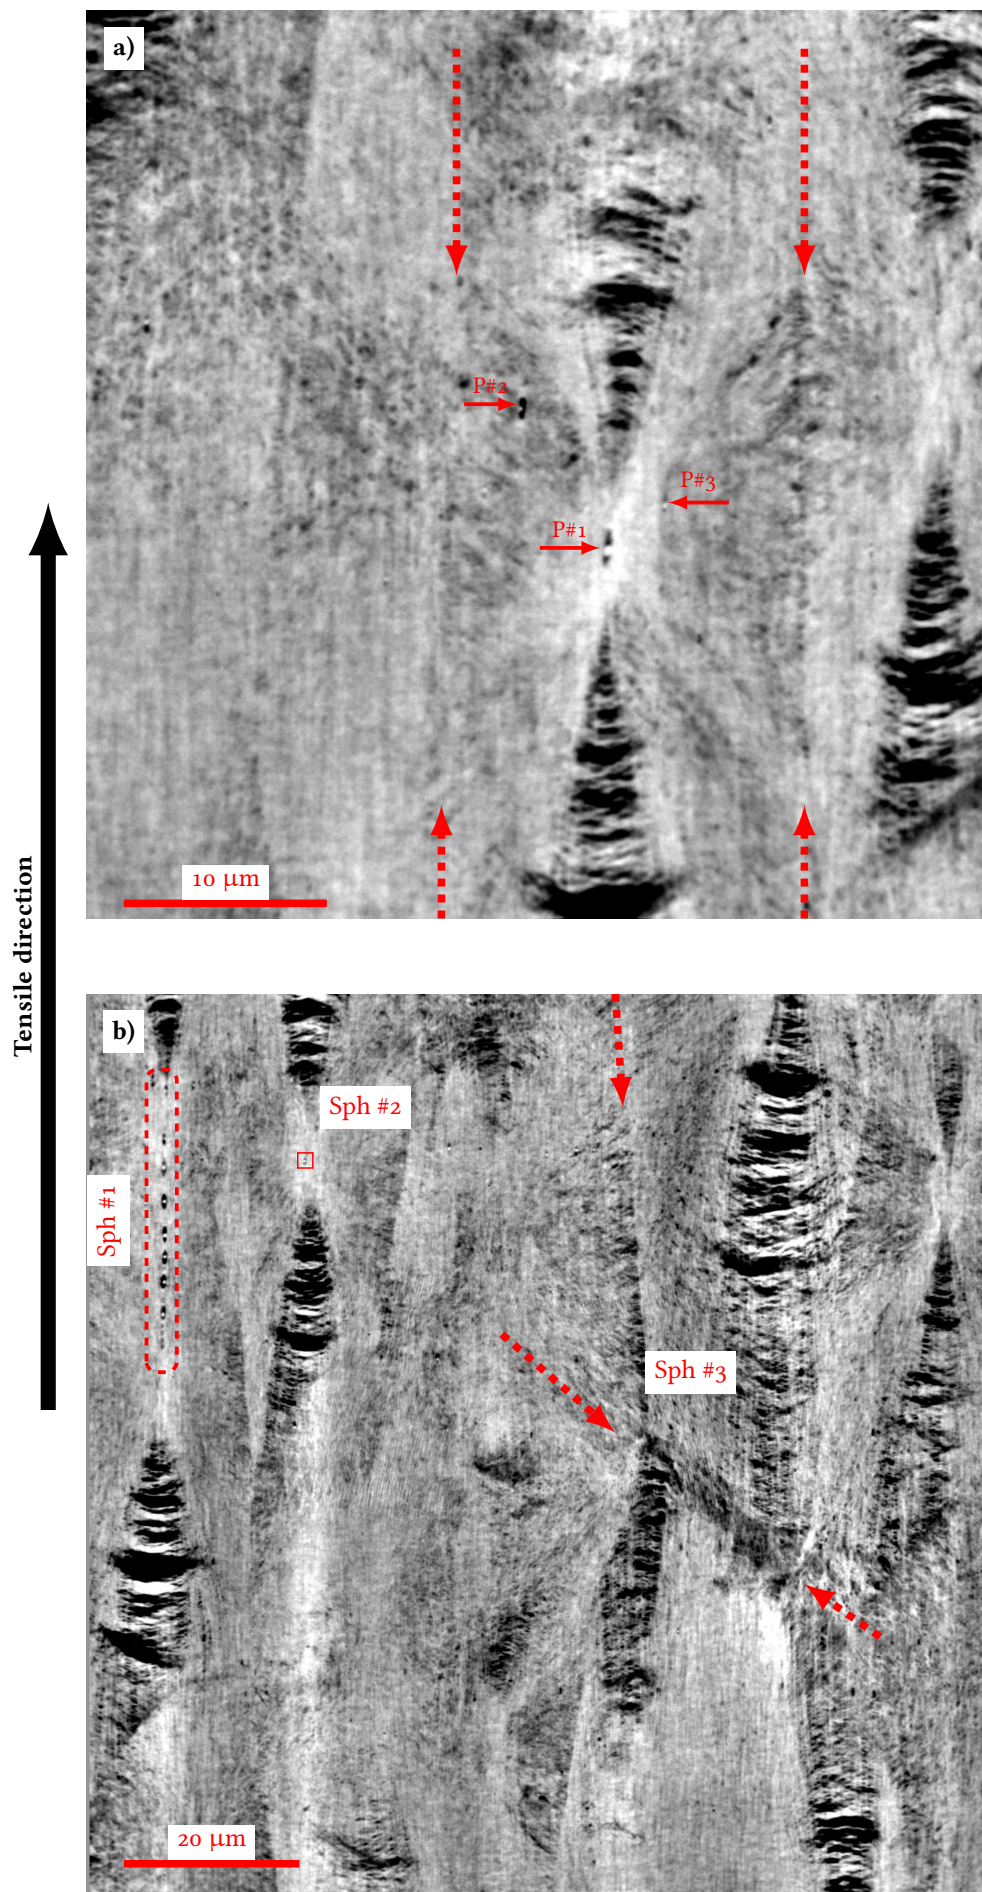 a)
P#2
P#3
P#1
10 µm
Tensile direction
b)
Sph #2
Sph #1
Sph #3
20 µm